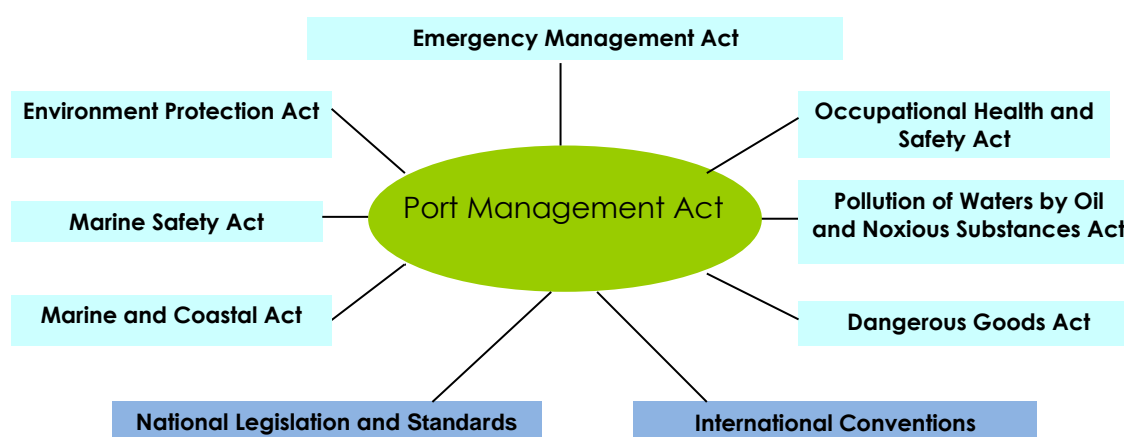 Emergency Management Act
Environment Protection Act
Occupational Health and
Safety Act
Port Management Act
Marine Safety Act
Pollution of Waters by Oil
and Noxious Substances Act
Marine and Coastal Act
Dangerous Goods Act
National Legislation and Standards
International Conventions